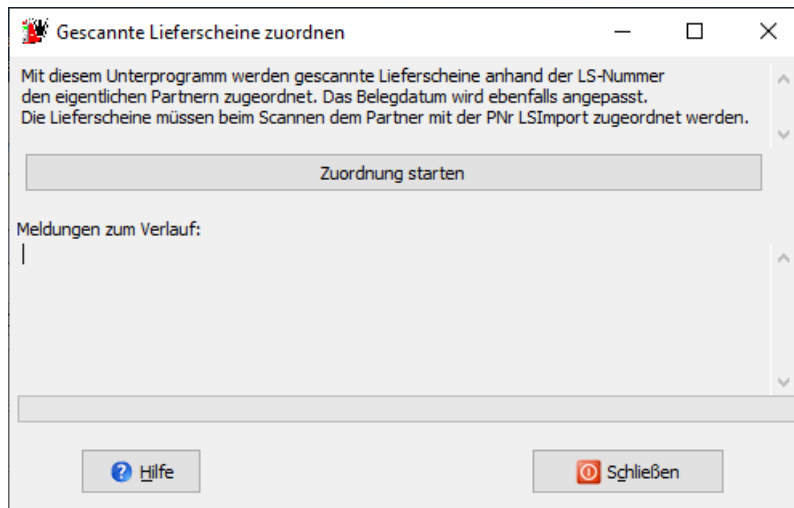 Gescannte Lieferscheine zuordnen
Mit diesem Unterprogramm werden gescannte Lieferscheine anhand der LS-Nummer
den eigentlichen Partnern zugeordnet. Das Belegdatum wird ebenfalls angepasst.
Die Lieferscheine müssen beim Scannen dem Partner mit der PNr LSImport zugeordnet werden.
Zuordnung starten
Meldungen zum Verlauf:
Hilfe
Schließen